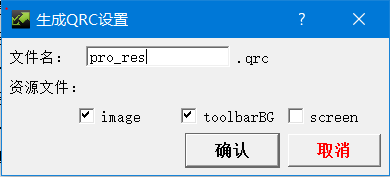 生成QRC设置
文件名： pro_res .qrc
资源文件：
image toolbarBG screen
确认 取消